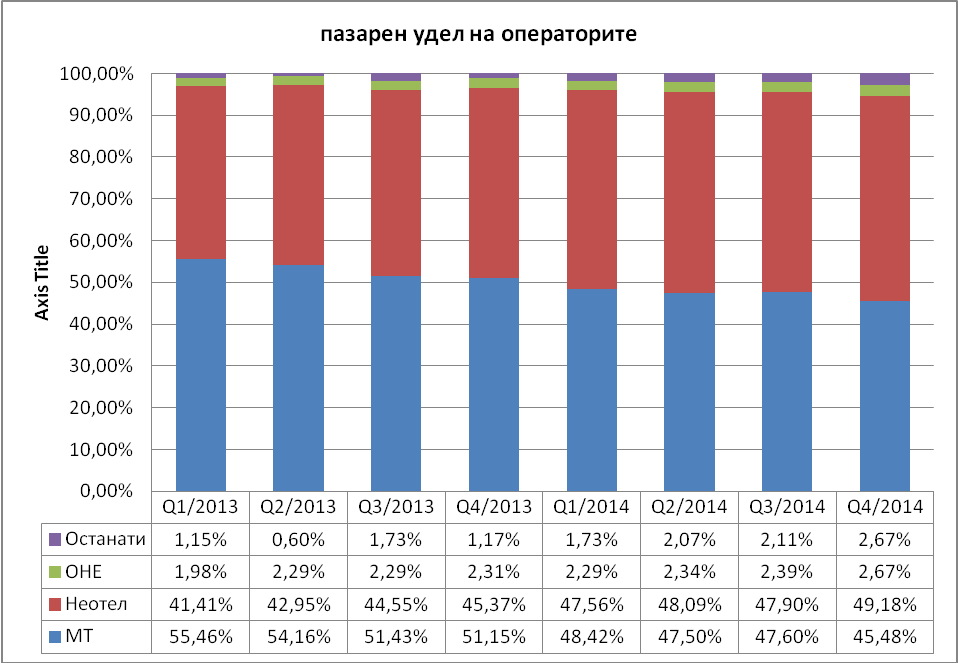 пазарен удел на операторите
100,00%
90,00%
80,00%
70,00%
60,00%
50,00%
40,00%
30,00%
20,00%
10,00%
0,00%
Axis Title
Q1/2013 Q2/2013 Q3/2013 Q4/2013 Q1/2014 Q2/2014 Q3/2014 Q4/2014
Останати 1,15% 0,60% 1,73% 1,17% 1,73% 2,07% 2,11% 2,67%
ОНЕ 1,98% 2,29% 2,29% 2,31% 2,29% 2,34% 2,39% 2,67%
Неотел 41,41% 42,95% 44,55% 45,37% 47,56% 48,09% 47,90% 49,18%
МТ 55,46% 54,16% 51,43% 51,15% 48,42% 47,50% 47,60% 45,48%